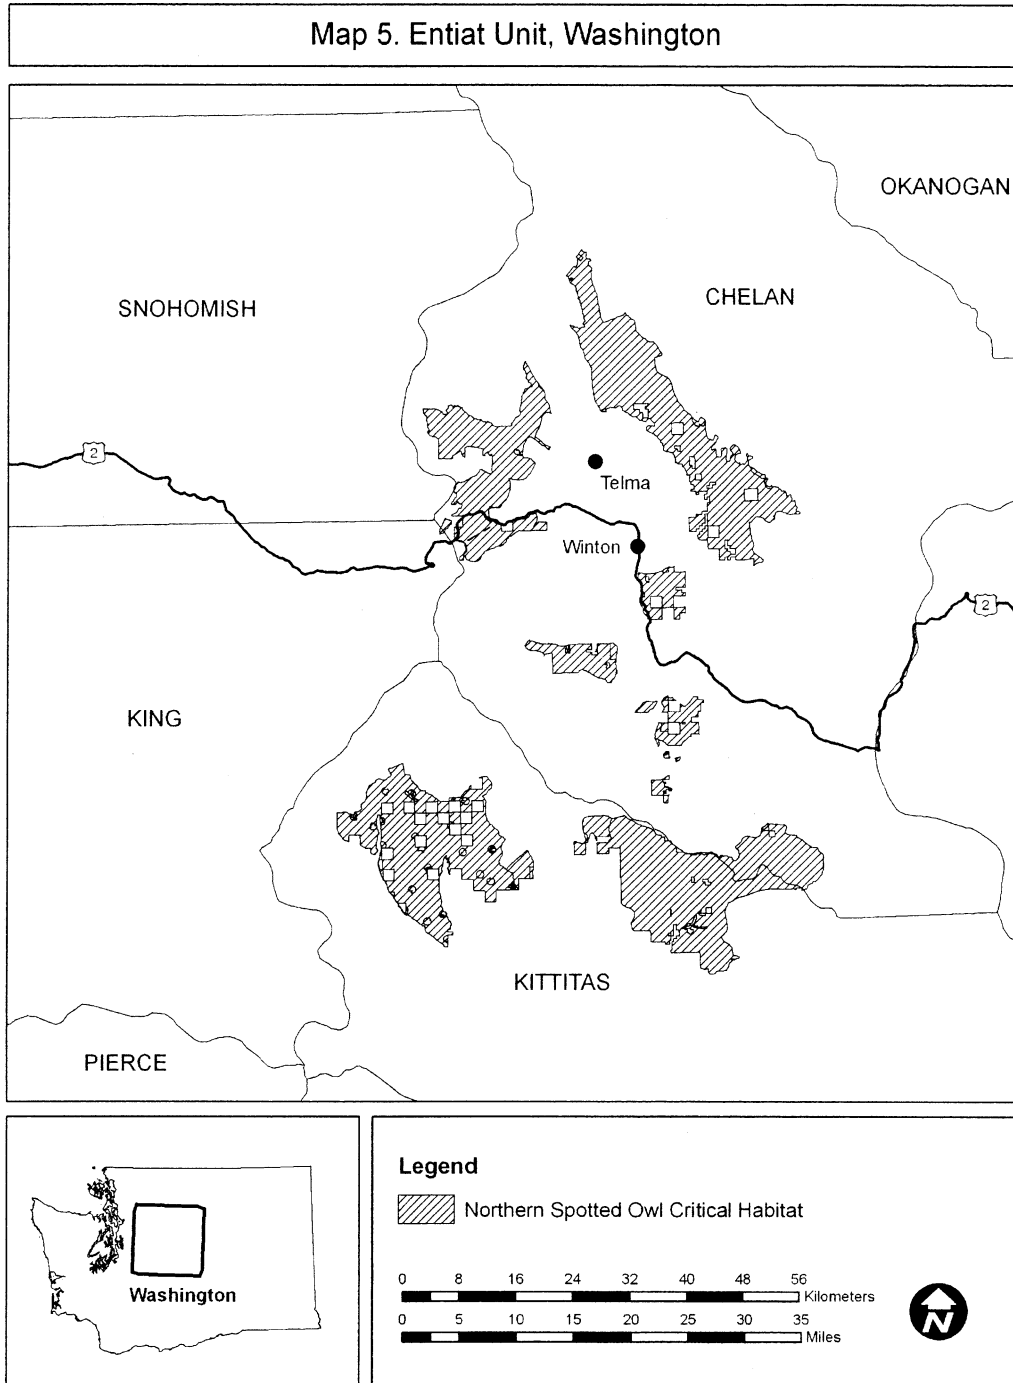 Map 5. Entiat Unit, Washington
OKANOGAN
CHELAN
SNOHOMISH
2
Telma
Winton
2
KING
KITTITAS
PIERCE
Washington
Legend
Northern Spotted Owl Critical Habitat
0 8 16 24 32 40 48 56
Kilometers
0 5 10 15 20 25 30 35
Miles
N